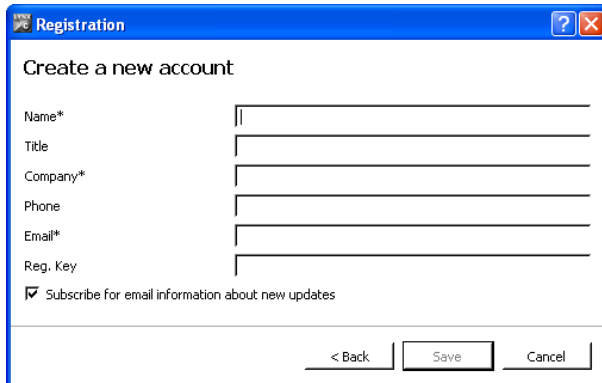 LYNX
C
Registration
?
Create a new account
Name*
Title
Company*
Phone
Email*
Reg. Key
Subscribe for email information about new updates
< Back
Save
Cancel